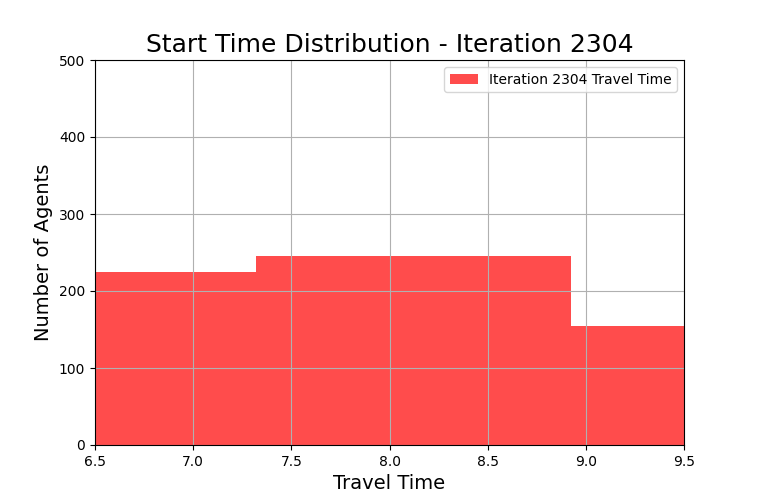 Start Time Distribution - Iteration 2304
Iteration 2304 Travel Time
Number of Agents
500
400
300
200
100
0
6.5 7.0 7.5 8.0 8.5 9.0 9.5
Travel Time